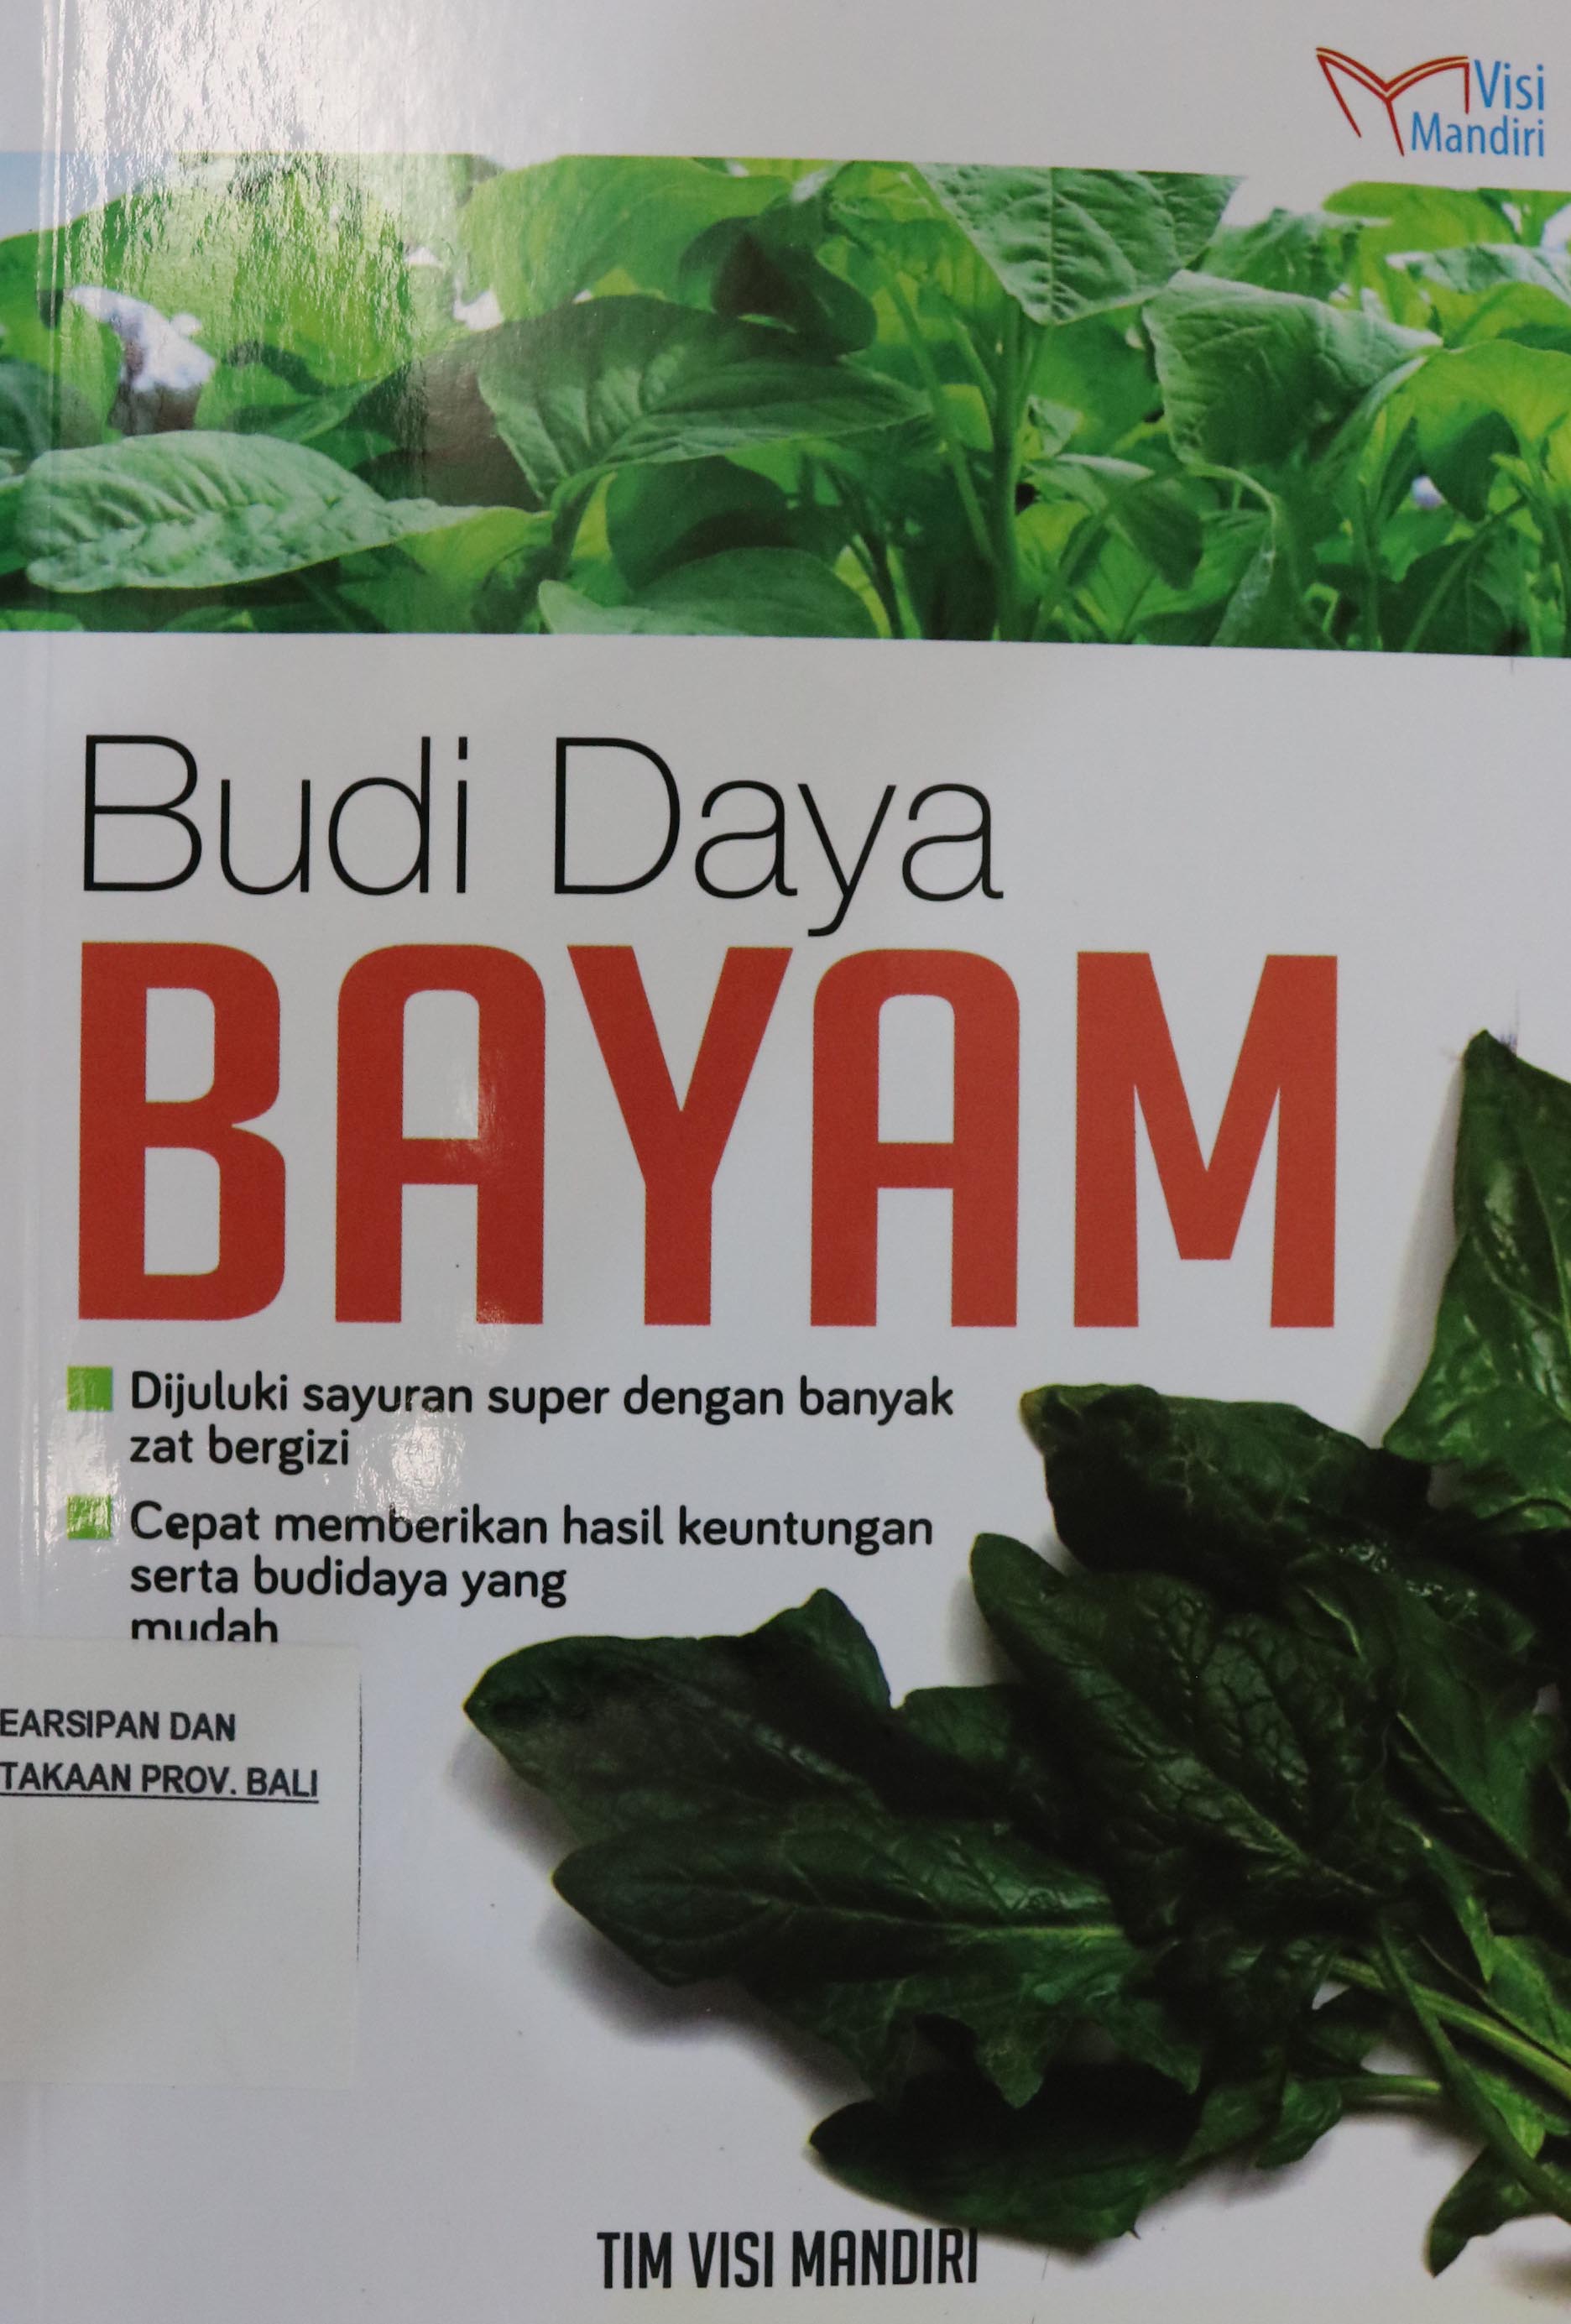 Visi
Mandiri
Budi Daya
BAYAM
Dijuluki sayuran super dengan banyak
zat bergizi
Cepat memberikan hasil keuntungan
serta budidaya yang
mudah
EARSIPAN DAN
TAKAAN PROV. BALI
TIM VISI MANDIRI